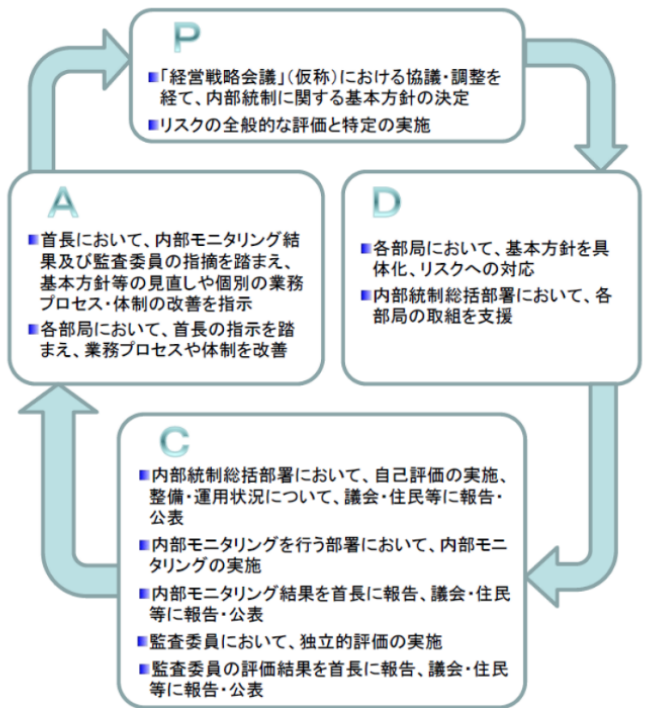 P
■「経営戦略会議」(仮称)における協議・調整を
経て、内部統制に関する基本方針の決定
■リスクの全般的な評価と特定の実施
A
■首長において、内部モニタリング結
果及び監査委員の指摘を踏まえ、
基本方針等の見直しや個別の業務
プロセス・体制の改善を指示
■各部局において、首長の指示を踏
まえ、業務プロセスや体制を改善
D
■各部局において、基本方針を具
体化、リスクへの対応
■内部統制総括部署において、各
部局の取組を支援
C
■内部統制総括部署において、自己評価の実施、
整備・運用状況について、議会・住民等に報告・
公表
■内部モニタリングを行う部署において、内部モニ
タリングの実施
■内部モニタリング結果を首長に報告、議会・住民
等に報告・公表
■監査委員において、独立的評価の実施
■監査委員の評価結果を首長に報告、議会・住民
等に報告・公表